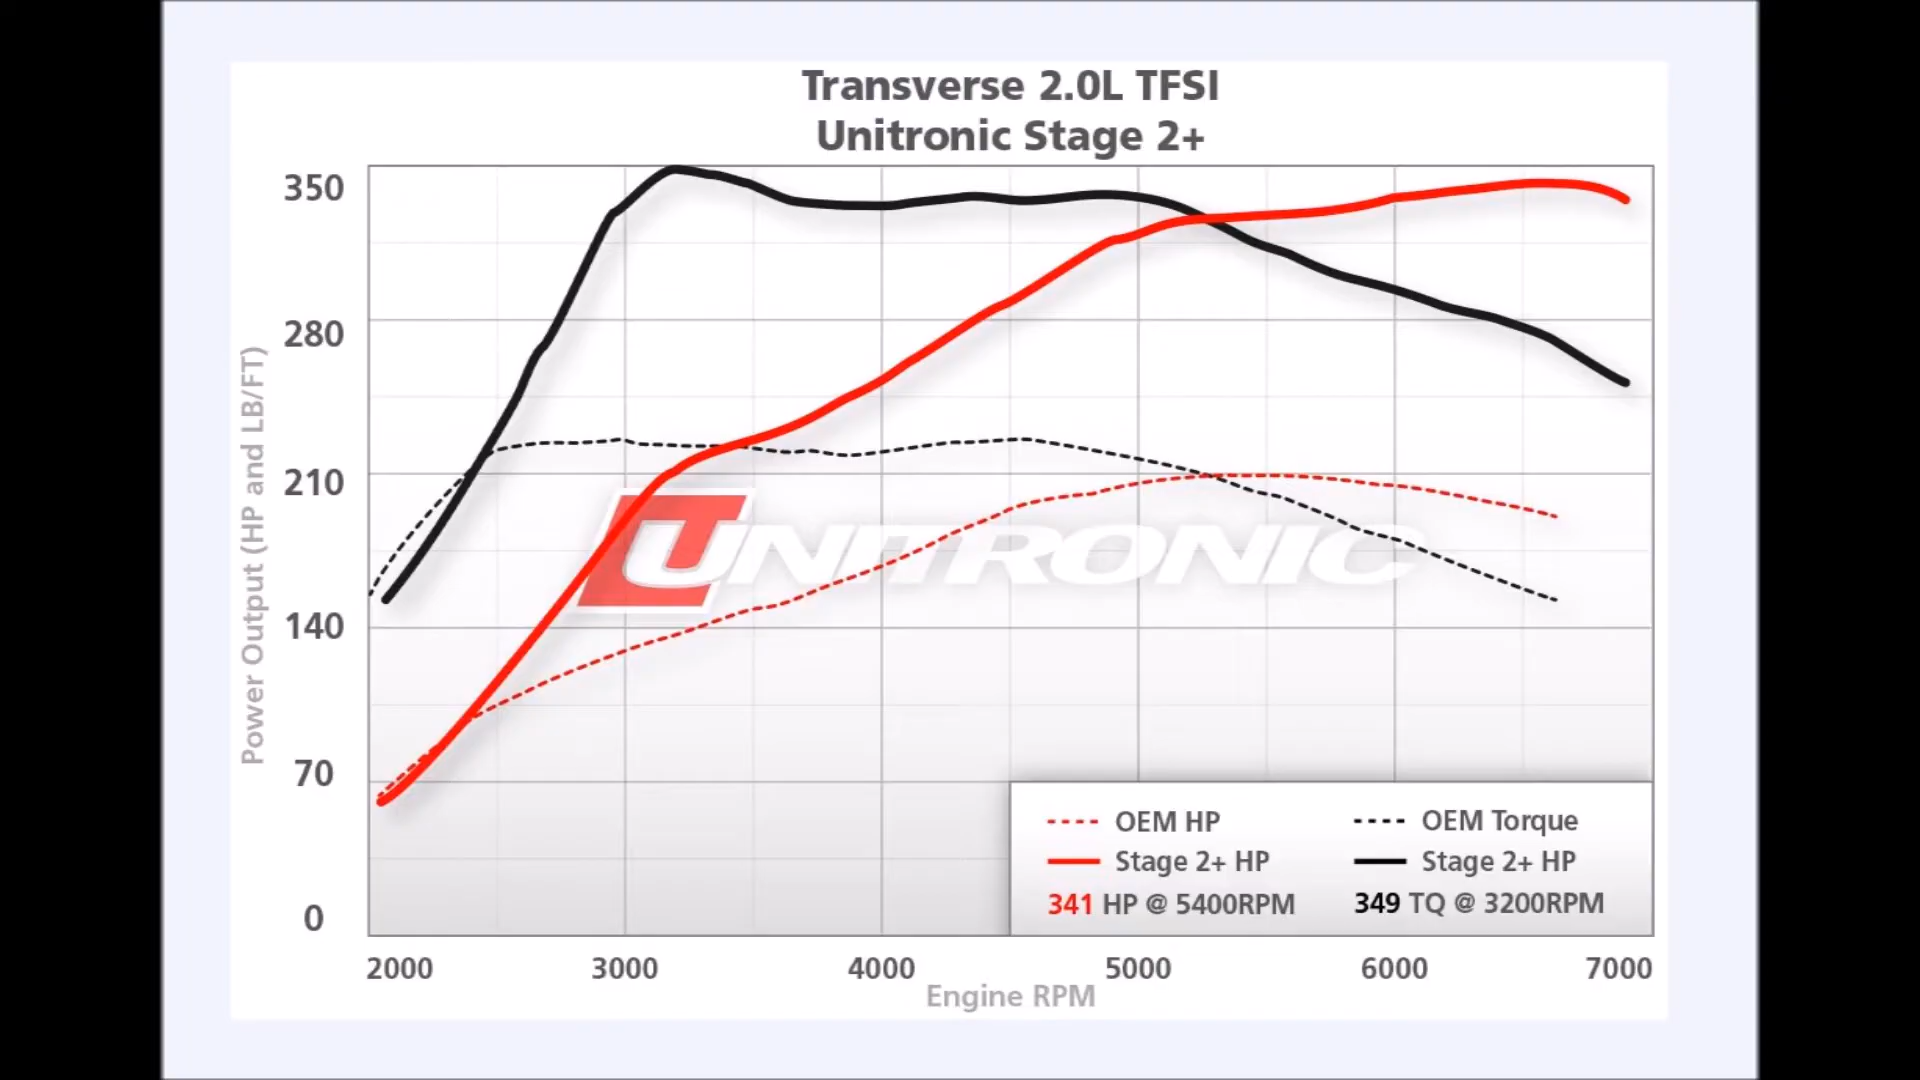 Transverse 2.0L TFSI
Unitronic Stage 2+
350
280
210
140
70
0
Power Output (HP and LB/FT)
UNITRONIC
OEM HP
OEM Torque
Stage 2+ HP
Stage 2+ HP
341 HP @ 5400RPM
349 TQ @ 3200RPM
2000 3000 4000 5000 6000 7000
Engine RPM